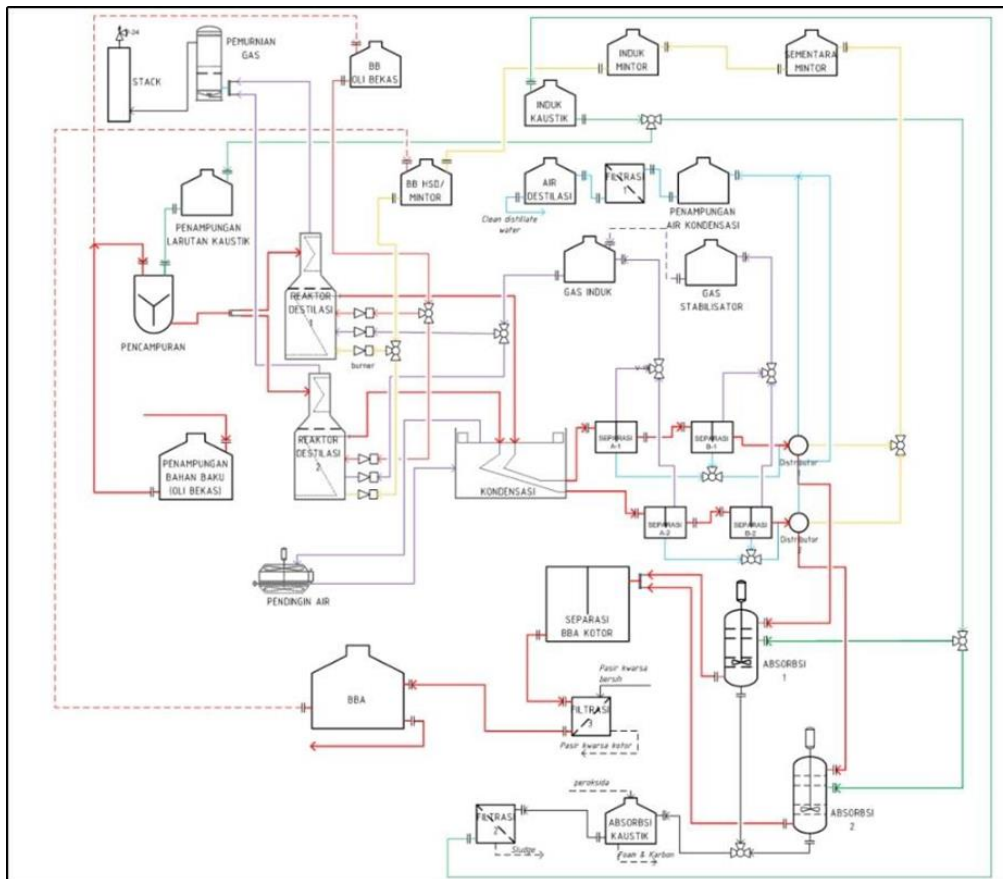 P-24
PEMURNIAN
GAS
STACK
BB
OLI BEKAS
INDUK
MINTOR
SEMENTARA
MINTOR
INDUK
KAUSTIK
BB HSD/
MINTOR
AIR
DESTILASI
FILTRASI
1
PENAMPUNGAN
AIR KONDENSASI
Clean distillate
water
PENAMPUNGAN
LARUTAN KAUSTIK
GAS INDUK
GAS
STABILISATOR
PENCAMPURAN
REAKTOR
DESTILASI
1
burner
REAKTOR
DESTILASI
2
PENAMPUNGAN
BAHAN BAKU
(OLI BEKAS)
KONDENSASI
SEPARASI
A-1
SEPARASI
B-1
Distributor
SEPARASI
A-2
SEPARASI
B-2
Distributor
2
PENDINGIN AIR
SEPARASI
BBA KOTOR
ABSORBSI
1
BBA
Pasir kwarsa
bersih
FILTRASI
3
Pasir kwarsa kotor
peroksida
FILTRASI
2
ABSORBSI
KAUSTIK
Sludge
Foam & Karbon
ABSORBSI
2